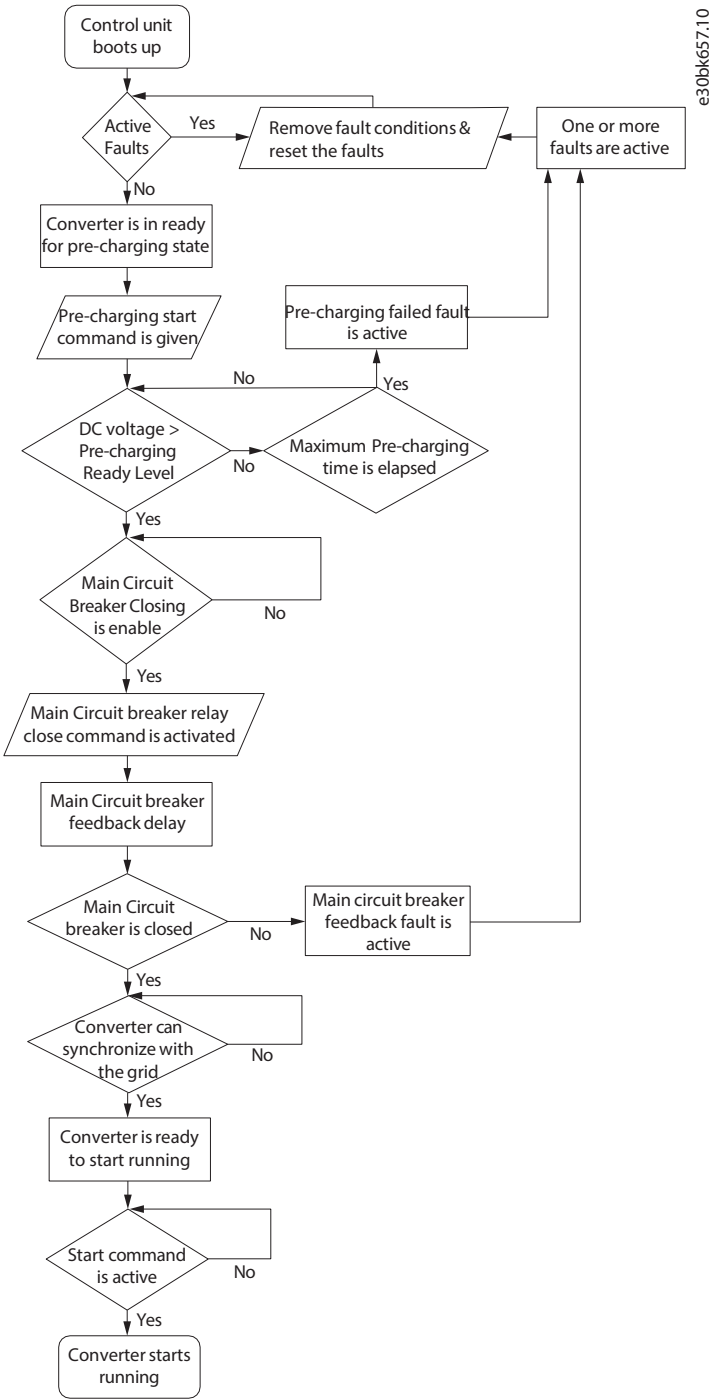 Control unit
boots up
e30bk657.10
Active
Faults
Yes
Remove fault conditions &
reset the faults
One or more
faults are active
No
Converter is in ready
for pre-charging state
Pre-charging start
command is given
Pre-charging failed fault
is active
No
Yes
DC voltage >
Pre-charging
Ready Level
No
Maximum Pre-charging
time is elapsed
Yes
Main Circuit
Breaker Closing
is enable
No
Yes
Main Circuit breaker relay
close command is activated
Main Circuit breaker
feedback delay
Main Circuit
breaker is closed
No
Main circuit breaker
feedback fault is
active
Yes
Converter can
synchronize with
the grid
No
Yes
Converter is ready
to start running
Start command
is active
No
Yes
Converter starts
running